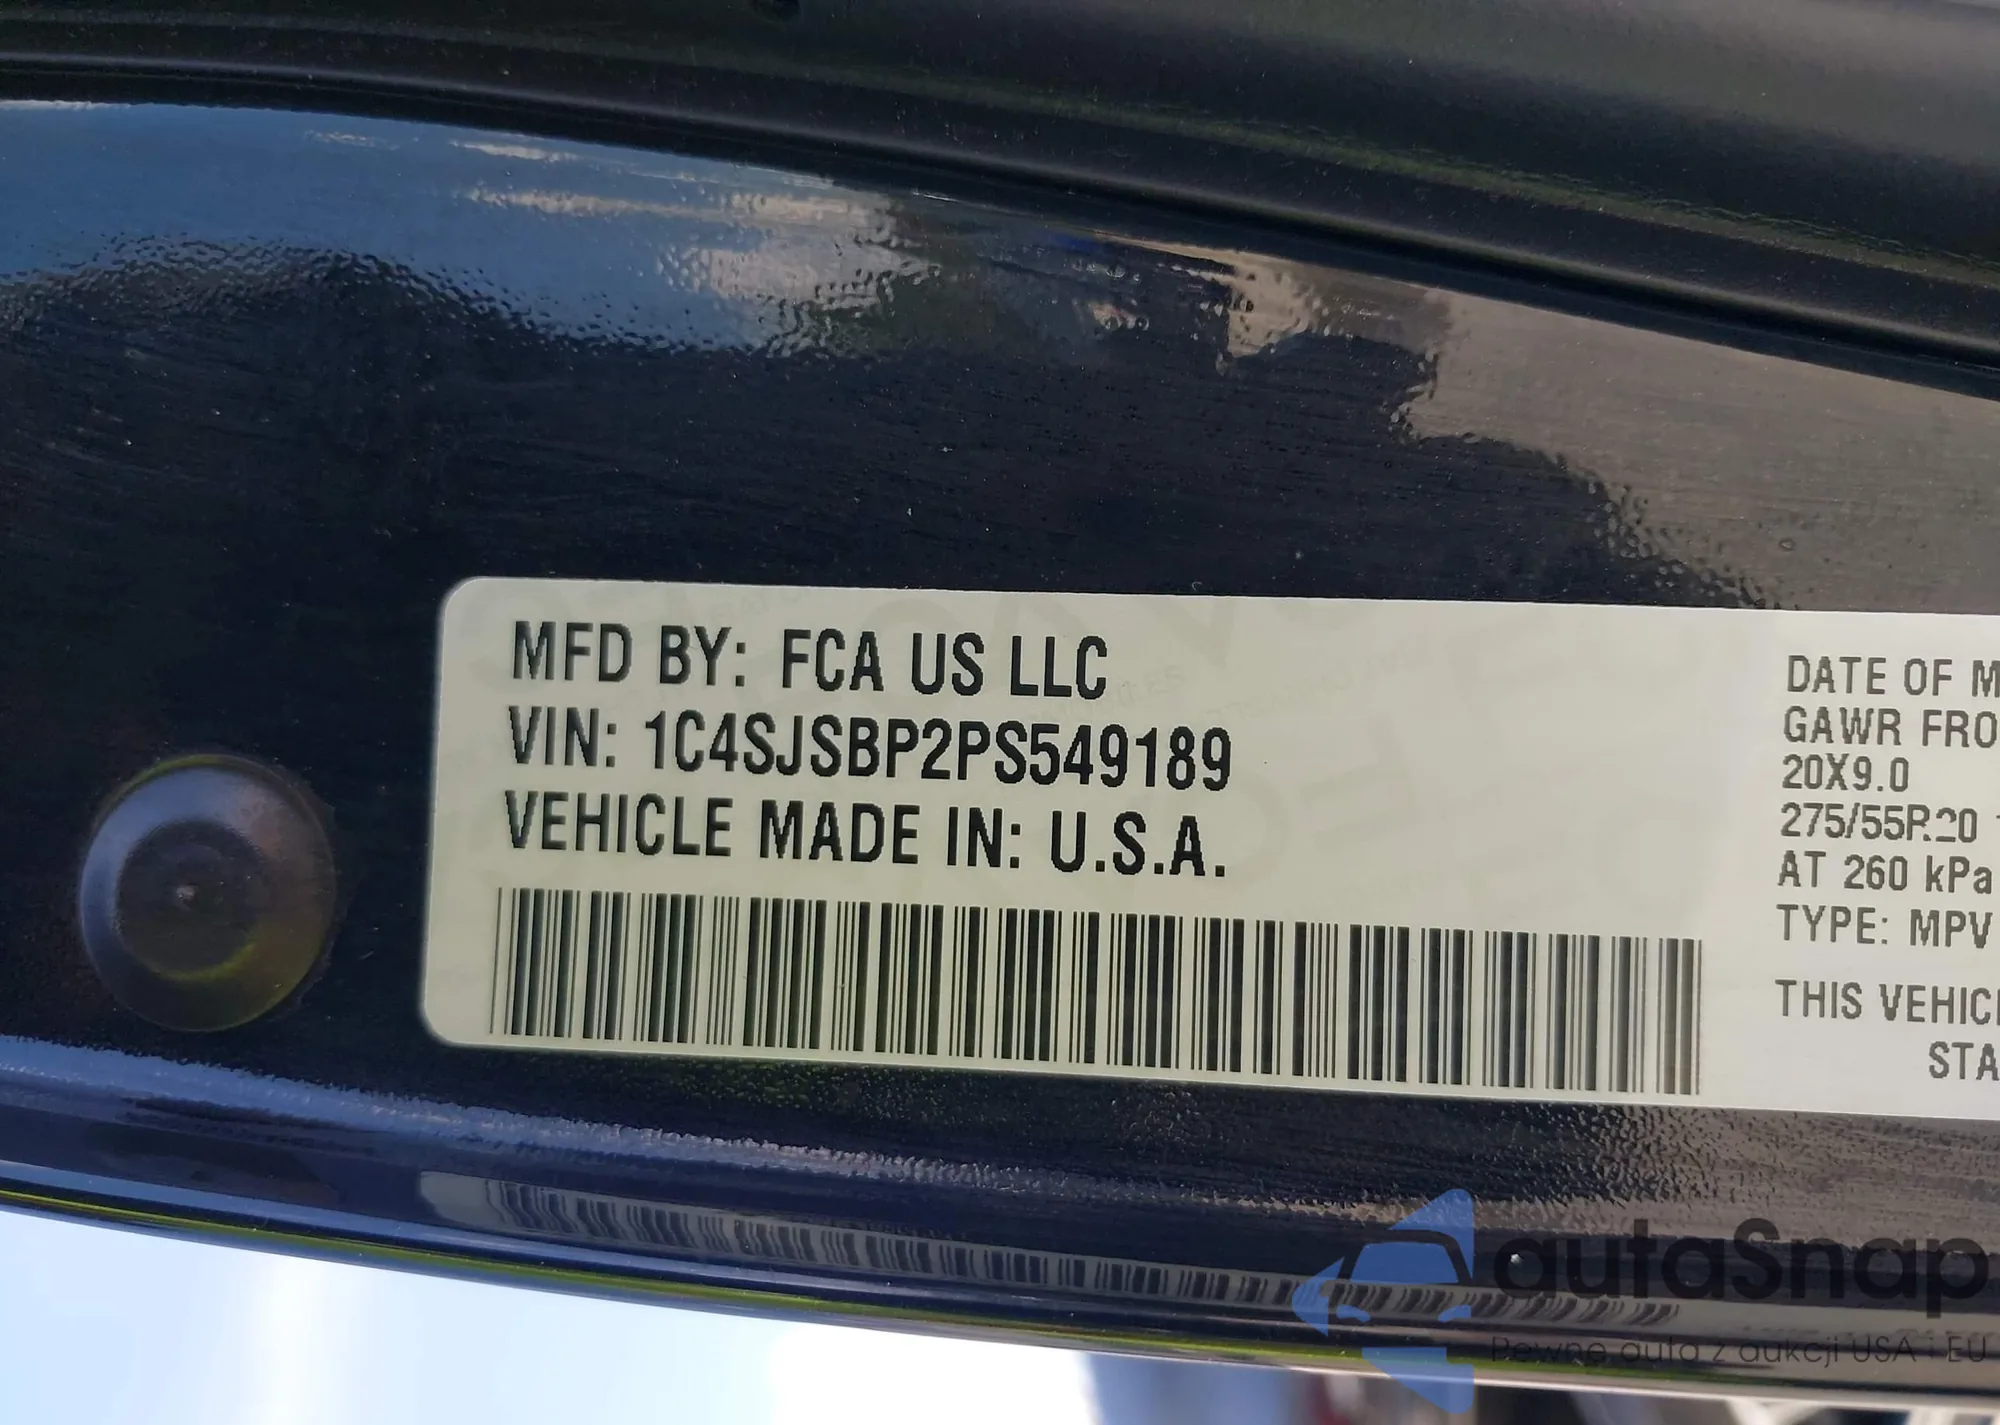 MFD BY: FCA US LLC
VIN: 1C4SJSBP2PS549189
VEHICLE MADE IN: U.S.A.
DATE OF M
GAWR FRO
20X9.0
275/55R20
AT 260 kPa
TYPE: MPV
THIS VEHICL
STA
autaSnap
Pewne auta z aukcji USA i EU